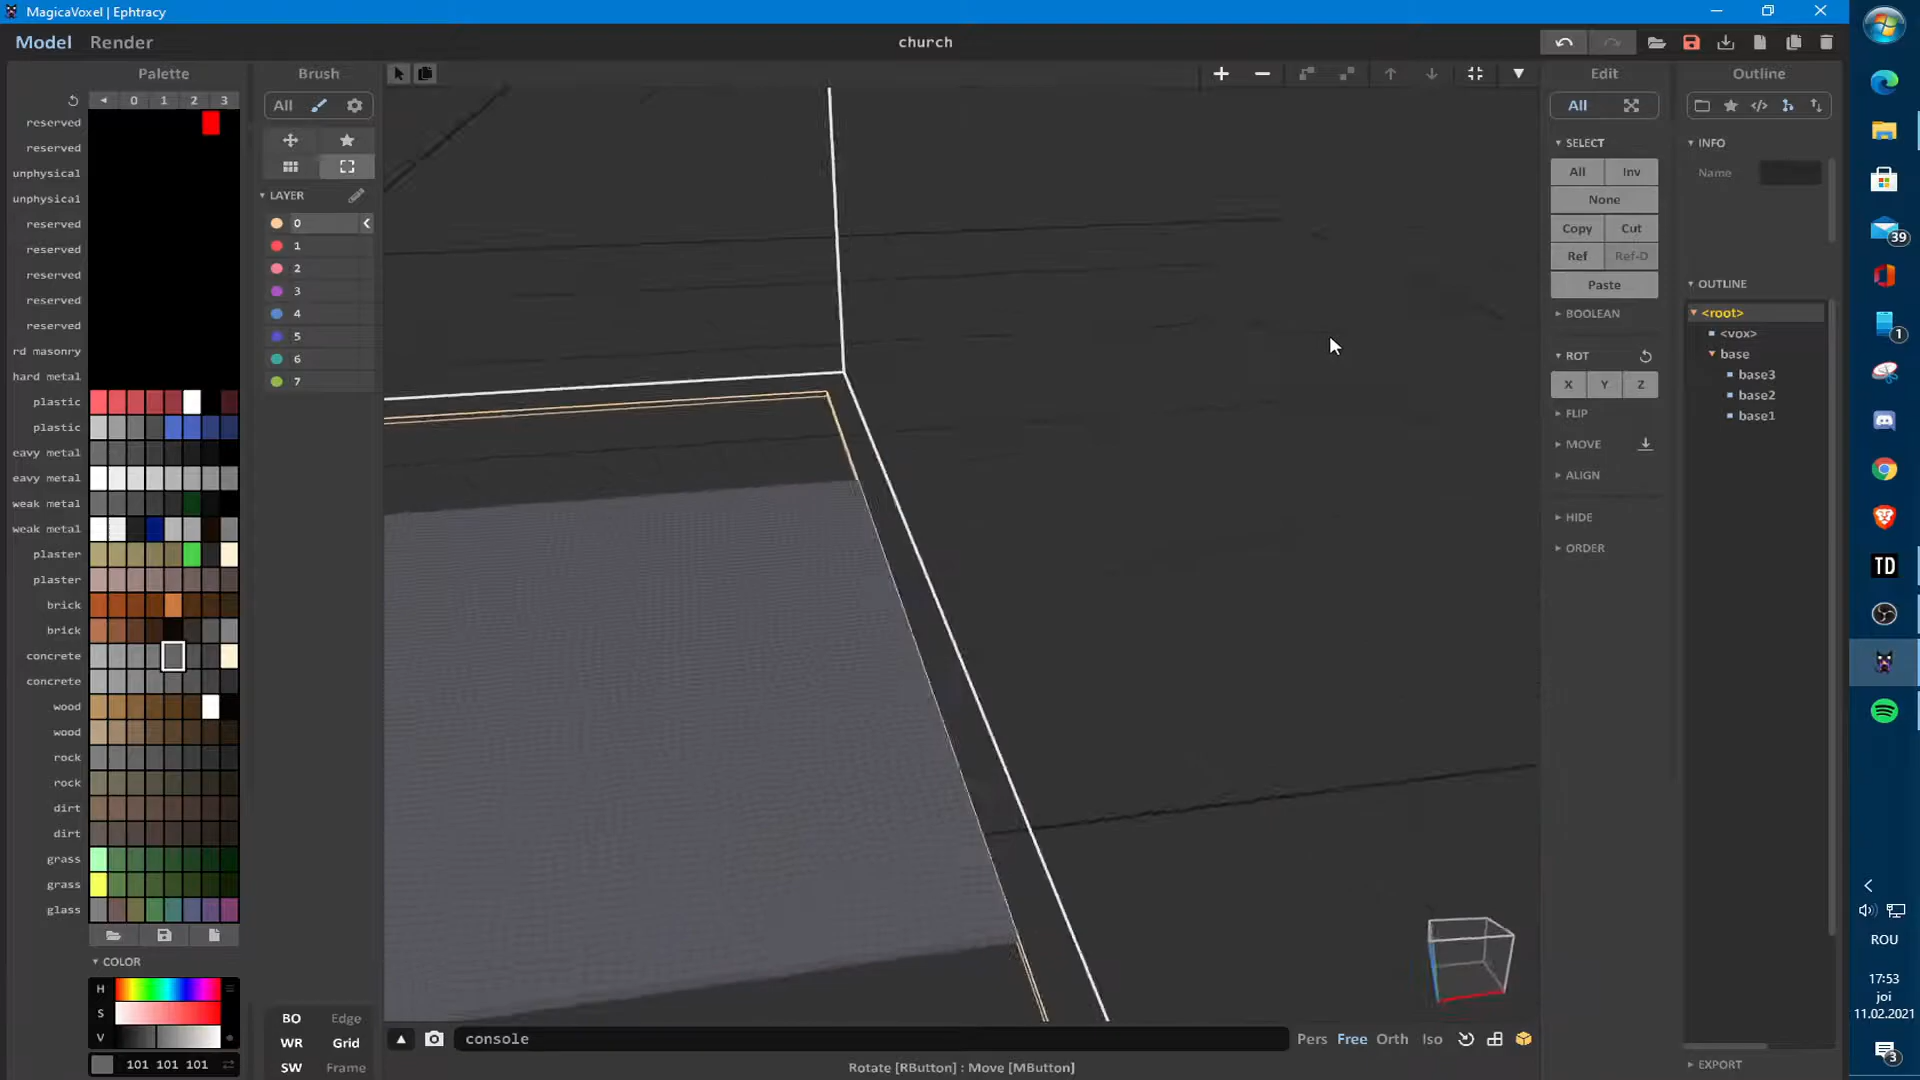 MagicaVoxel | Ephtracy
Model Render
church
Palette
0 1 2 3
reserved
reserved
unphysical
unphysical
reserved
reserved
reserved
reserved
reserved
rd masonry
hard metal
plastic
plastic
eavy metal
eavy metal
weak metal
weak metal
plaster
plaster
brick
brick
concrete
concrete
wood
wood
rock
rock
dirt
dirt
grass
grass
glass
COLOR
H
S
V
101 101 101
Brush
All
LAYER
0
1
2
3
4
5
6
7
BO Edge
WR Grid
SW Frame
console
Pers Free Orth Iso
Rotate [RButton] : Move [MButton]
Edit
All
SELECT
All Inv
None
Copy Cut
Ref Ref-D
Paste
BOOLEAN
ROT
X Y Z
FLIP
MOVE
ALIGN
HIDE
ORDER
Outline
INFO
Name
OUTLINE
<root>
<vox>
base
base3
base2
base1
EXPORT
39
1
TD
ROU
17:53
joi
11.02.2021
3